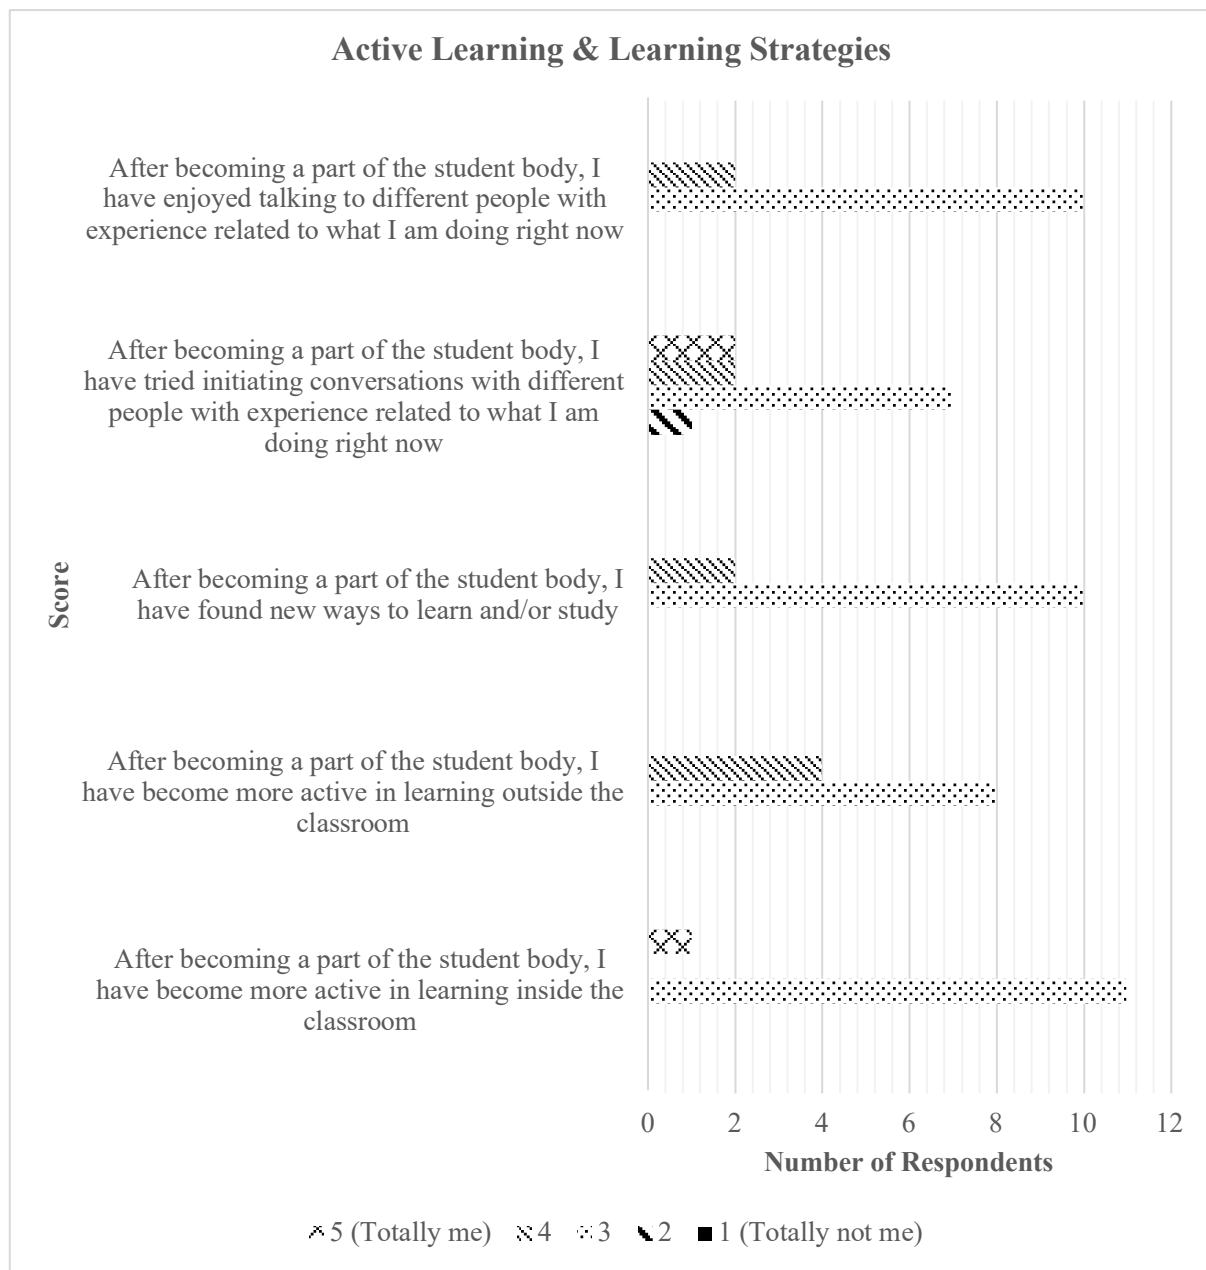 Active Learning & Learning Strategies
After becoming a part of the student body, I
have enjoyed talking to different people with
experience related to what I am doing right now
After becoming a part of the student body, I
have tried initiating conversations with different
people with experience related to what I am
doing right now
After becoming a part of the student body, I
have found new ways to learn and/or study
After becoming a part of the student body, I
have become more active in learning outside the
classroom
After becoming a part of the student body, I
have become more active in learning inside the
classroom
Score
0 2 4 6 8 10 12
Number of Respondents
5 (Totally me) 4 3 2 1 (Totally not me)